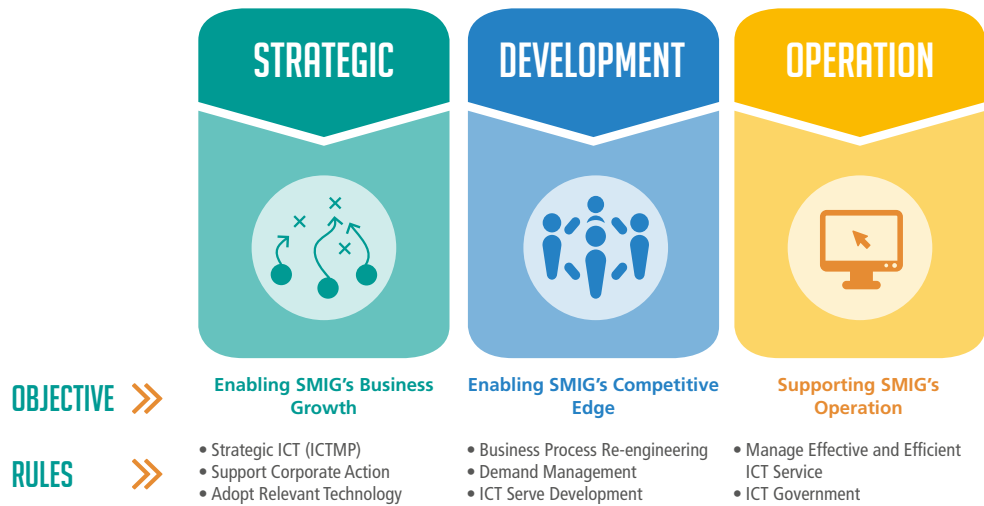 STRATEGIC
DEVELOPMENT
OPERATION
OBJECTIVE
Enabling SMIG's Business
Growth
Enabling SMIG's Competitive
Edge
Supporting SMIG's
Operation
RULES
• Strategic ICT (ICTMP)
• Support Corporate Action
• Adopt Relevant Technology
• Business Process Re-engineering
• Demand Management
• ICT Serve Development
• Manage Effective and Efficient
ICT Service
• ICT Government